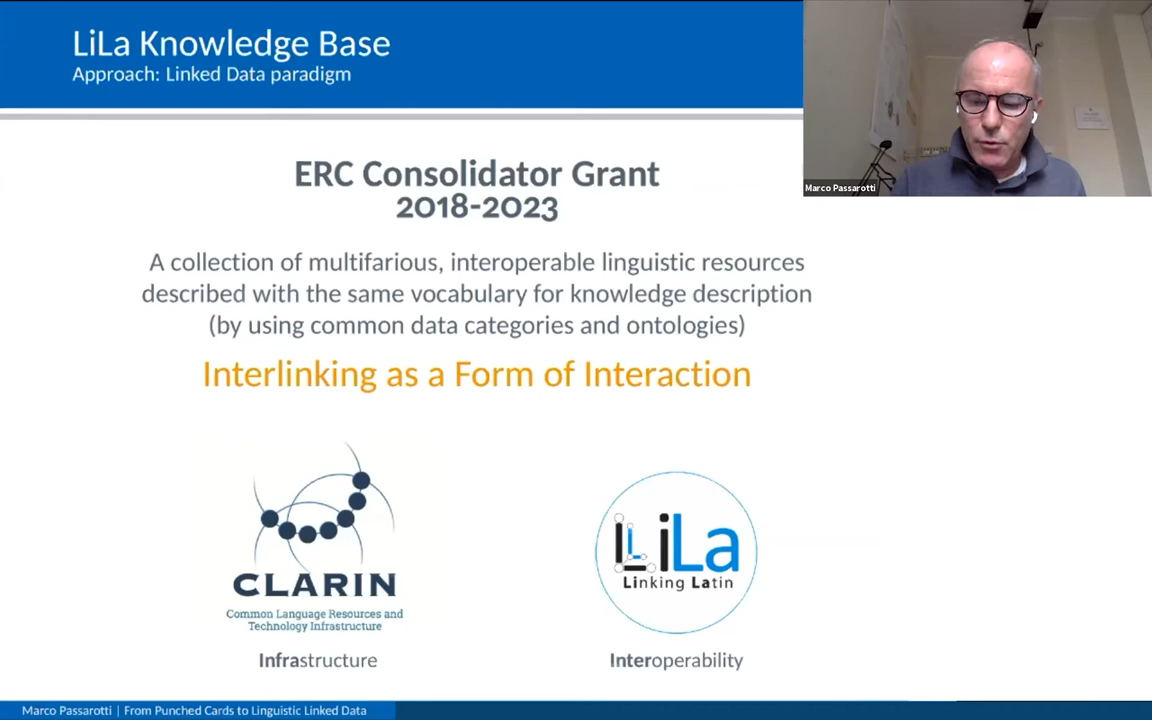 LiLa Knowledge Base
Approach: Linked Data paradigm
Marco Passarotti
ERC Consolidator Grant
2018-2023
A collection of multifarious, interoperable linguistic resources
described with the same vocabulary for knowledge description
(by using common data categories and ontologies)
Interlinking as a Form of Interaction
CLARIN
Common Language Resources and
Technology Infrastructure
Infrastructure
LiLa
Linking Latin
Interoperability
Marco Passarotti | From Punched Cards to Linguistic Linked Data